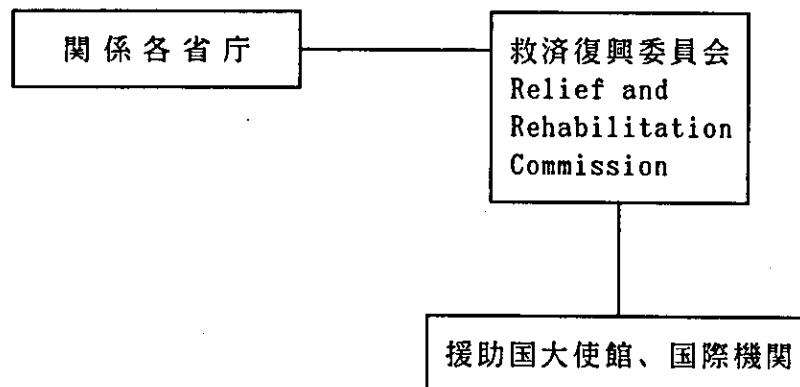 関係各省庁
救済復興委員会
Relief and
Rehabilitation
Commission
援助国大使館、国際機関